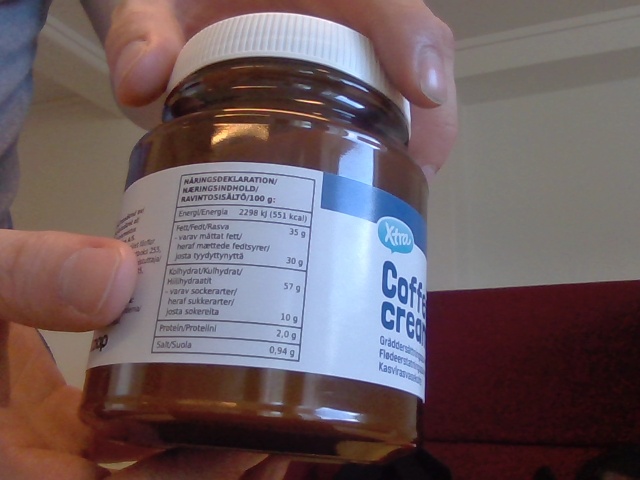 NÄRINGSDEKLARATION/
NÆRINGSINDHOLD/
RAVINTOSISÄLTÖ/100 g:
Energi/Energia 2298 kJ (551 kcal)
Fett/Fedt/Rasva 35 g
- varav mättat fett/
heraf mættede fedtsyrer/
josta tyydyttynyttä 30 g
Kolhydrat/Kulhydrat/
Hiilihydraatit 57 g
- varav sockerarter/
heraf sukkerarter/
josta sokereita 10 g
Protein/Proteiini 2,0 g
Salt/Suola 0,94 g
Xtra
Coffe
crea